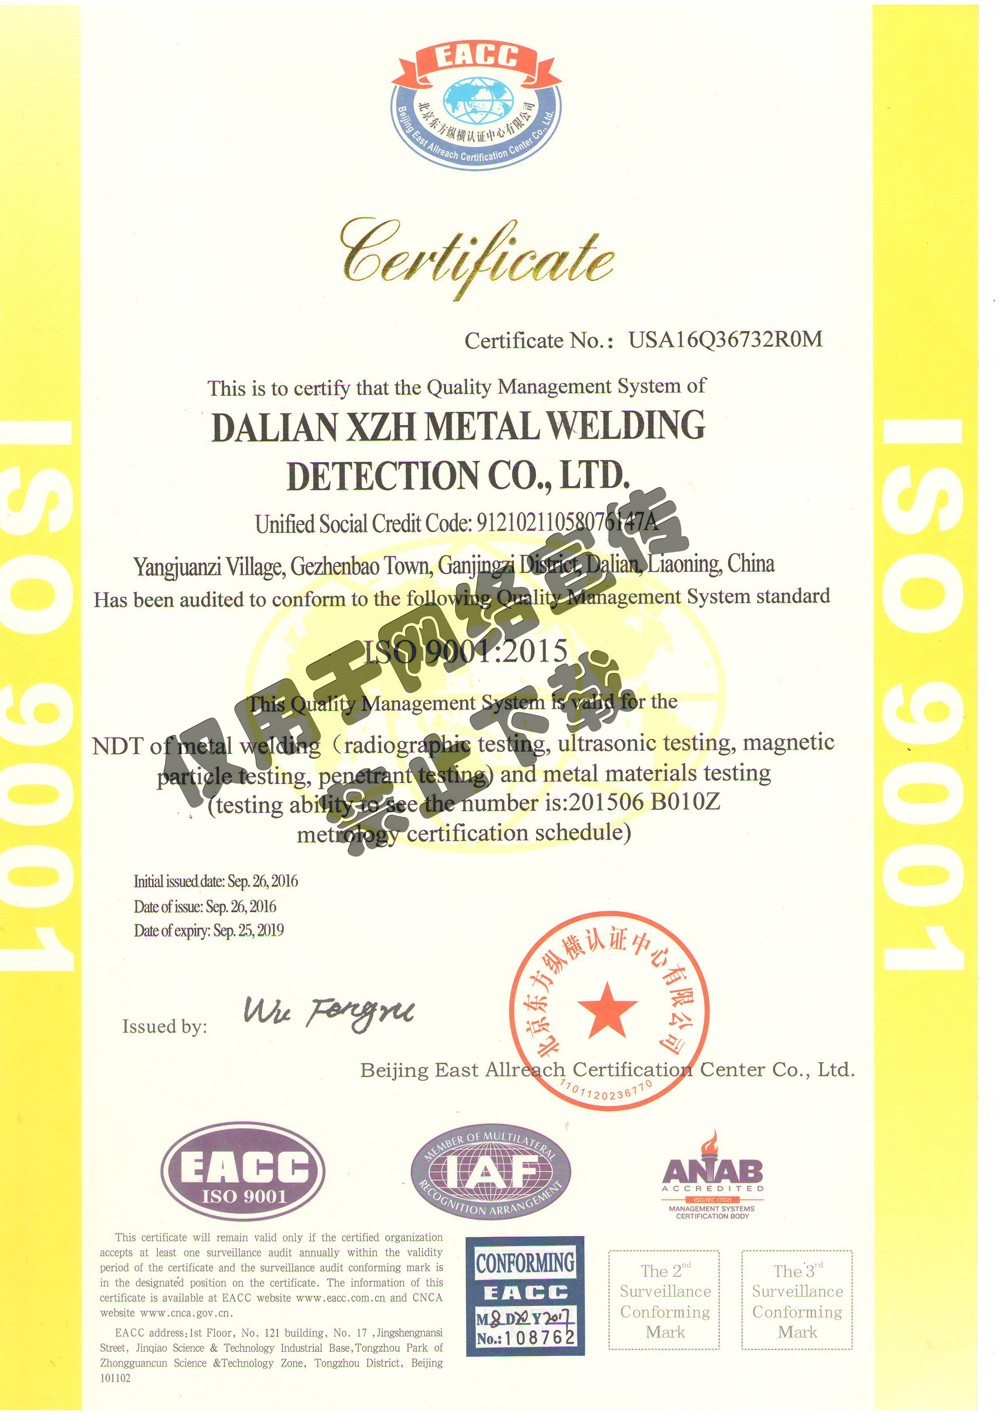 EACC
北京东方纵横认证中心有限公司
Beijing East Allreach Certification Center Co., Ltd.
Certificate
Certificate No.: USA16Q36732R0M
This is to certify that the Quality Management System of
DALIAN XZH METAL WELDING
DETECTION CO., LTD.
Unified Social Credit Code: 91210211058076147A
Yangjuanzi Village, Gezhenbao Town, Ganjingzi District, Dalian, Liaoning, China
Has been audited to conform to the following Quality Management System standard
ISO 9001:2015
This Quality Management System is valid for the
NDT of metal welding（radiographic testing, ultrasonic testing, magnetic
particle testing, penetrant testing) and metal materials testing
(testing ability to see the number is:201506 B010Z
metrology certification schedule)
仅用于网络宣传
禁止下载
ISO 9001
ISO 9001
Initial issued date: Sep. 26, 2016
Date of issue: Sep. 26, 2016
Date of expiry: Sep. 25, 2019
Issued by:
北京东方纵横认证中心有限公司
1101120236770
Beijing East Allreach Certification Center Co., Ltd.
EACC
ISO 9001
MEMBER OF MULTILATERAL
IAF
RECOGNITION ARRANGEMENT
ANAB
ACCREDITED
ISO/IEC 17021
MANAGEMENT SYSTEMS
CERTIFICATION BODY
This certificate will remain valid only if the certified organization
accepts at least one surveillance audit annually within the validity
period of the certificate and the surveillance audit conforming mark is
in the designated position on the certificate. The information of this
certificate is available at EACC website www.eacc.com.cn and CNCA
website www.cnca.gov.cn.
EACC address:1st Floor, No. 121 building, No. 17 ,Jingshengnansi
Street, Jinqiao Science & Technology Industrial Base,Tongzhou Park of
Zhongguancun Science &Technology Zone, Tongzhou District, Beijing
101102
CONFORMING
EACC
M 8 D Y 2017
No.: 108762
The 2nd
Surveillance
Conforming
Mark
The 3rd
Surveillance
Conforming
Mark